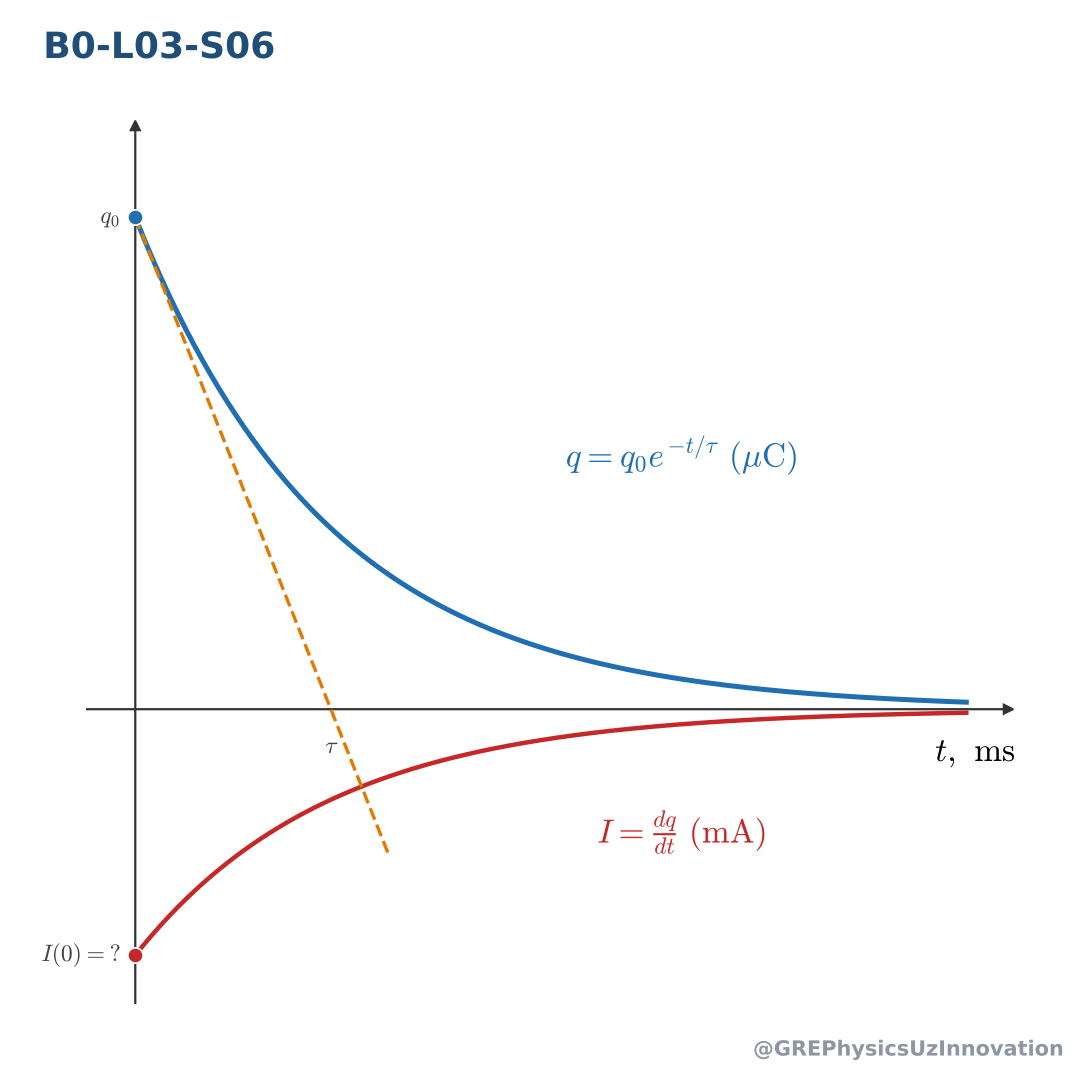 B0-L03-S06
q₀
q = q₀e^{−t/τ} (μC)
τ
t, ms
I = dq/dt (mA)
I(0) = ?
@GREPhysicsUzInnovation